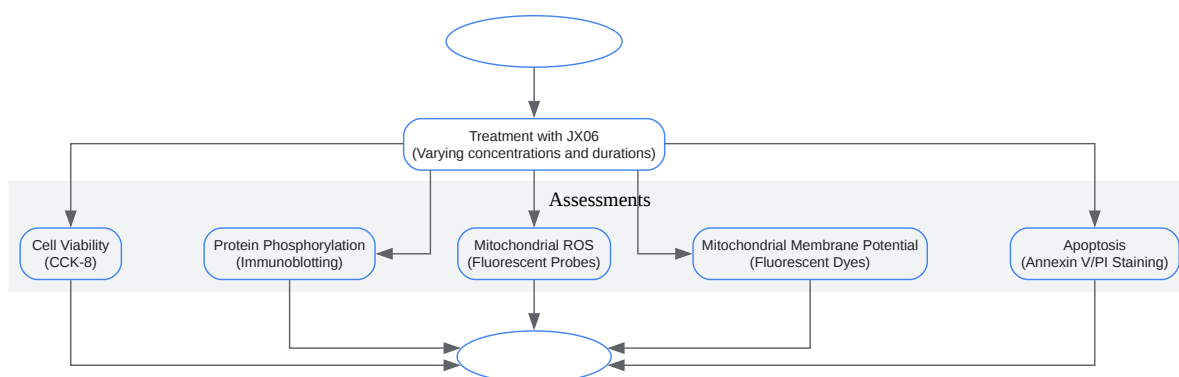 Treatment with JX06
(Varying concentrations and durations)
Assessments
Cell Viability
(CCK-8)
Protein Phosphorylation
(Immunoblotting)
Mitochondrial ROS
(Fluorescent Probes)
Mitochondrial Membrane Potential
(Fluorescent Dyes)
Apoptosis
(Annexin V/PI Staining)